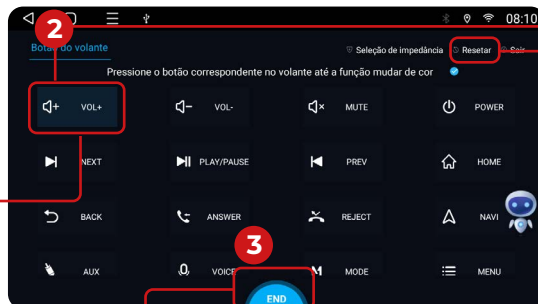 08:10
2
Botão do volante
Seleção de impedância
Resetar
Sair
Pressione o botão correspondente no volante até a função mudar de cor
VOL+
VOL-
MUTE
POWER
NEXT
PLAY/PAUSE
PREV
HOME
BACK
ANSWER
REJECT
NAVI
3
AUX
VOICE
MODE
MENU
END